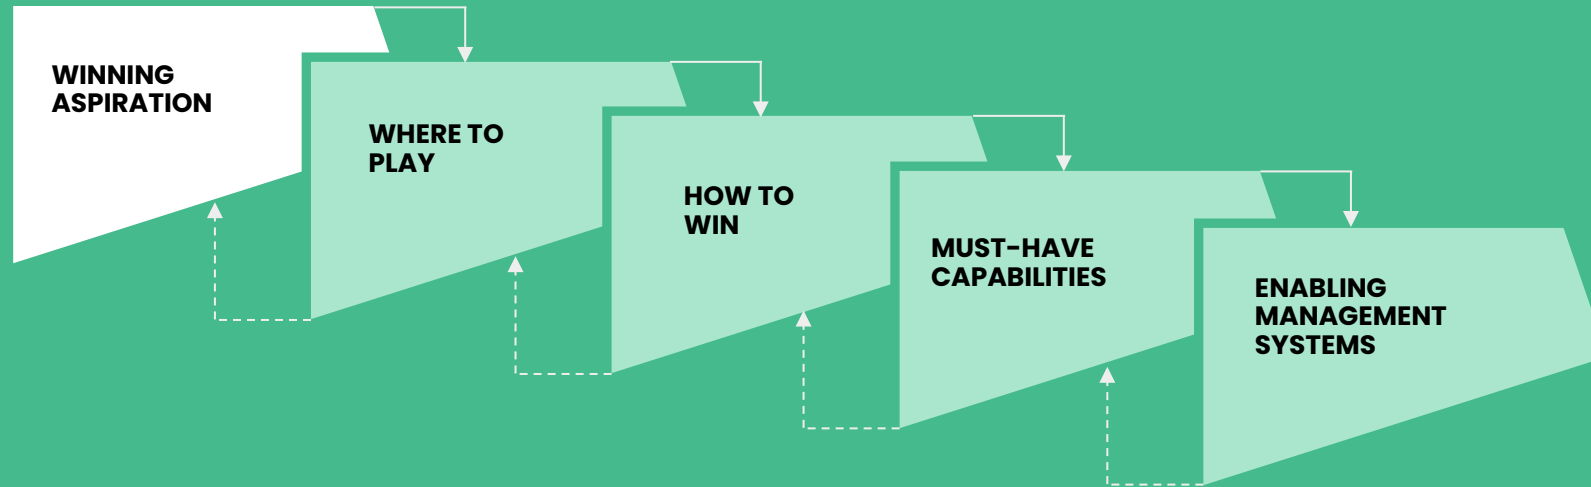 WINNING
ASPIRATION
WHERE TO
PLAY
HOW TO
WIN
MUST-HAVE
CAPABILITIES
ENABLING
MANAGEMENT
SYSTEMS